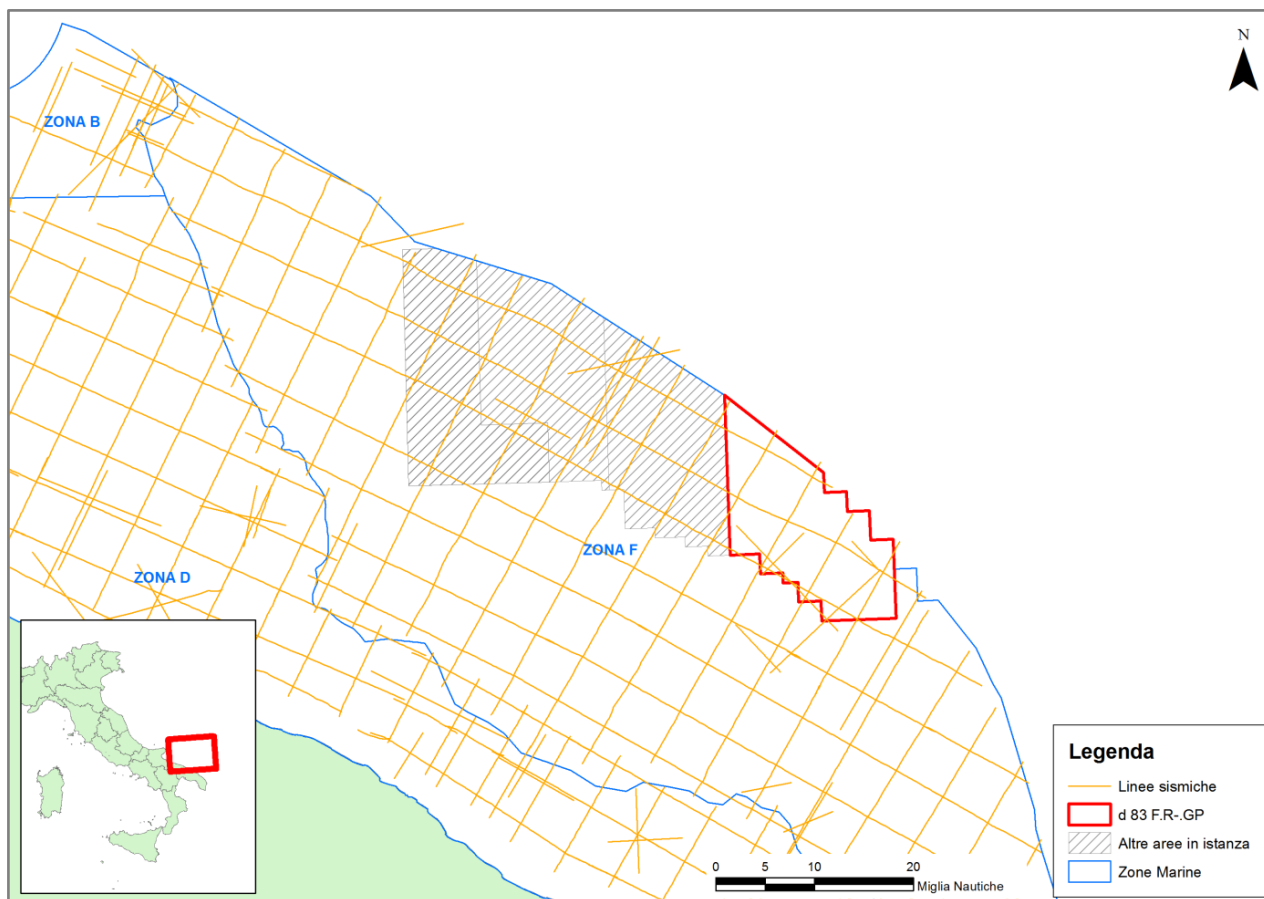 N
ZONA B
ZONA F
ZONA D
Legenda
Linee sismiche
d 83 F.R-.GP
Altre aree in istanza
Zone Marine
0 5 10 20
Miglia Nautiche